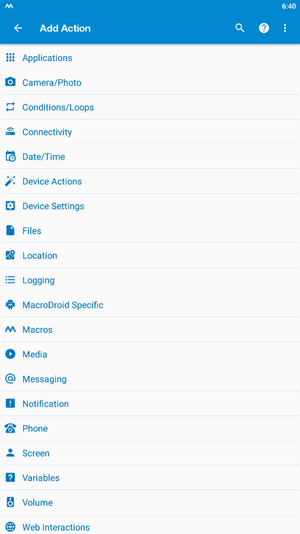 6:40
Add Action
Applications
Camera/Photo
Conditions/Loops
Connectivity
Date/Time
Device Actions
Device Settings
Files
Location
Logging
MacroDroid Specific
Macros
Media
Messaging
Notification
Phone
Screen
Variables
Volume
Web Interactions